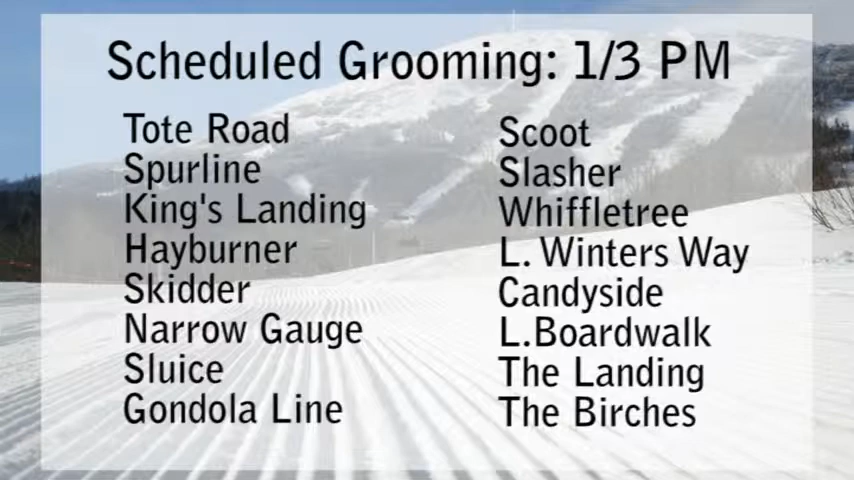 Scheduled Grooming: 1/3 PM
Tote Road
Spurline
King's Landing
Hayburner
Skidder
Narrow Gauge
Sluice
Gondola Line
Scoot
Slasher
Whiffletree
L. Winters Way
Candyside
L.Boardwalk
The Landing
The Birches